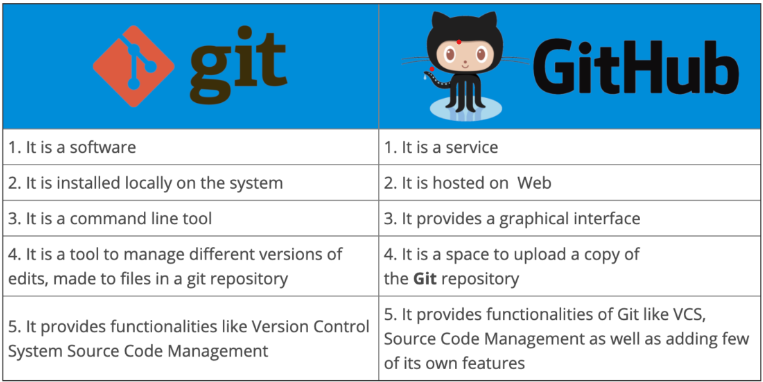 git
GitHub
1. It is a software
1. It is a service
2. It is installed locally on the system
2. It is hosted on  Web
3. It is a command line tool
3. It provides a graphical interface
4. It is a tool to manage different versions of
edits, made to files in a git repository
4. It is a space to upload a copy of
the Git repository
5. It provides functionalities like Version Control
System Source Code Management
5. It provides functionalities of Git like VCS,
Source Code Management as well as adding few
of its own features